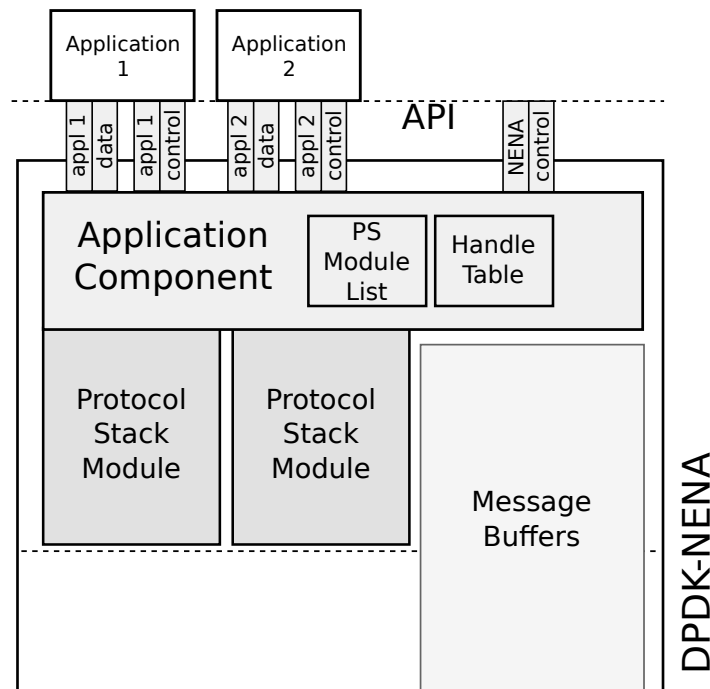 Application
1
Application
2
API
appl 1
data
appl 1
control
appl 2
data
appl 2
control
NENA
control
Application
Component
PS
Module
List
Handle
Table
Protocol
Stack
Module
Protocol
Stack
Module
Message
Buffers
DPDK-NENA